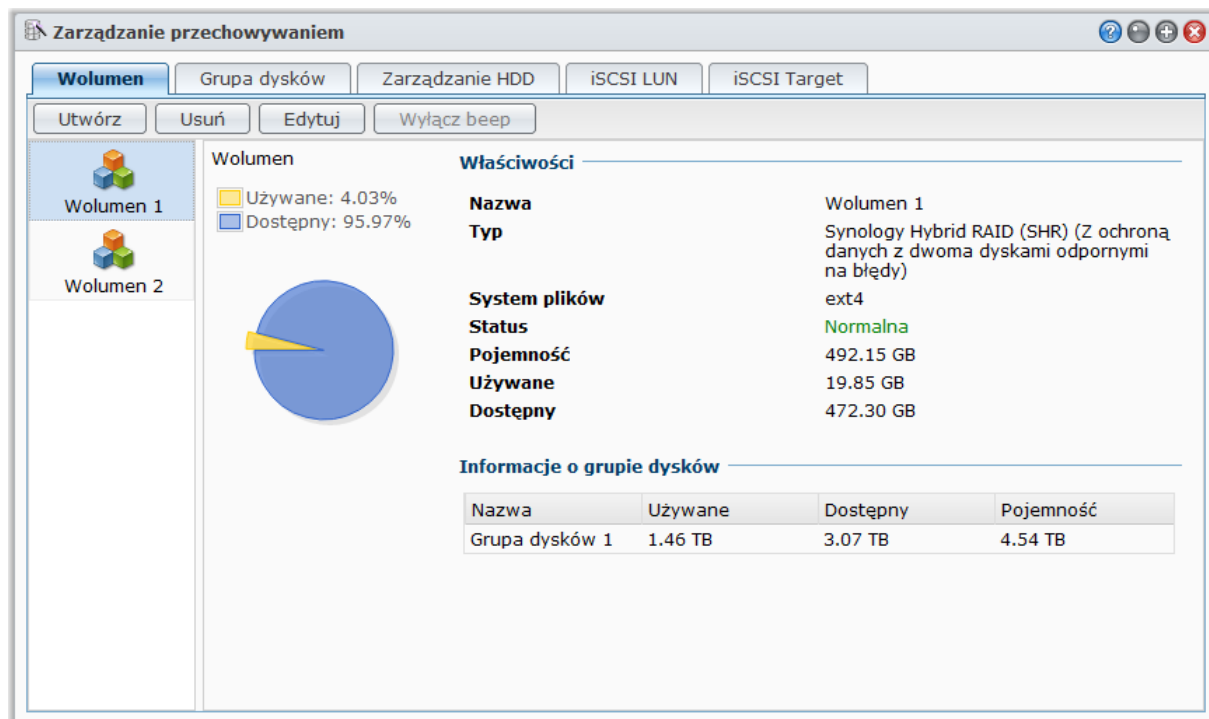 Zarządzanie przechowywaniem
Wolumen Grupa dysków Zarządzanie HDD iSCSI LUN iSCSI Target
Utwórz Usuń Edytuj Wyłącz beep
Wolumen 1
Wolumen 2
Wolumen
Używane: 4.03%
Dostępny: 95.97%
Właściwości
Nazwa Wolumen 1
Typ Synology Hybrid RAID (SHR) (Z ochroną
danych z dwoma dyskami odpornymi
na błędy)
System plików ext4
Status Normalna
Pojemność 492.15 GB
Używane 19.85 GB
Dostępny 472.30 GB
Informacje o grupie dysków
Nazwa Używane Dostępny Pojemność
Grupa dysków 1 1.46 TB 3.07 TB 4.54 TB